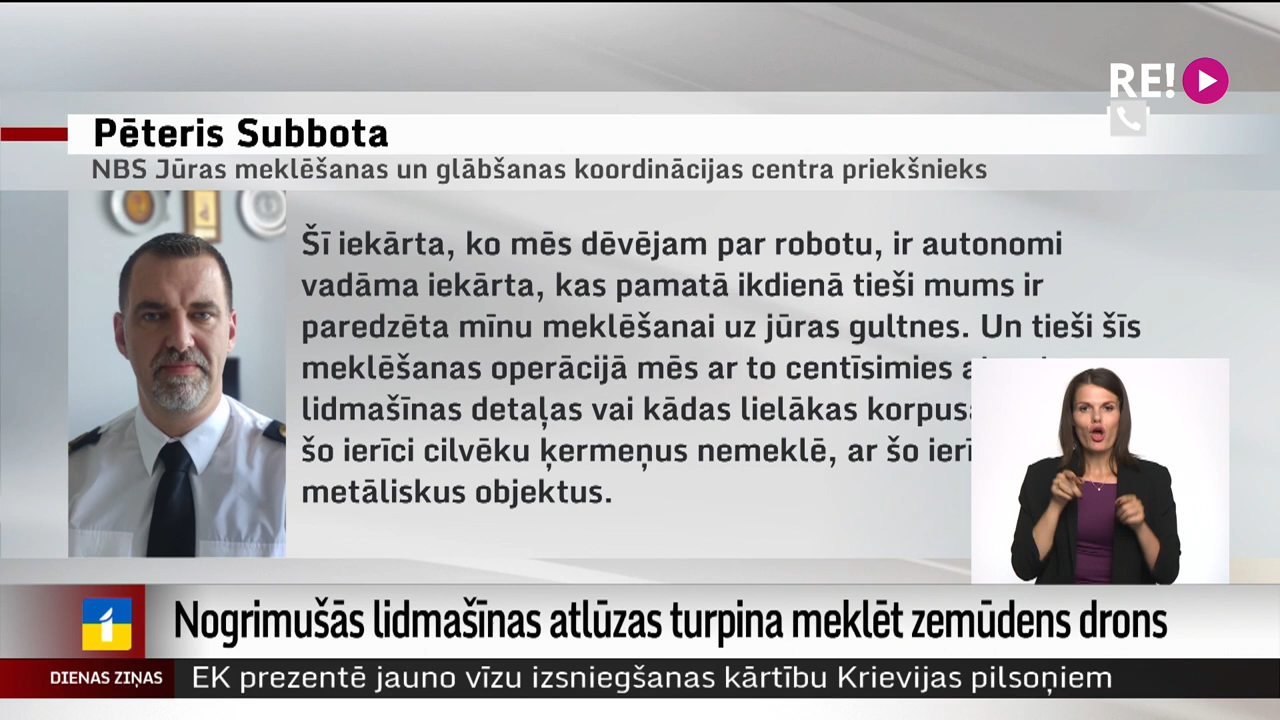 RE!
Pēteris Subbota
NBS Jūras meklēšanas un glābšanas koordinācijas centra priekšnieks
Šī iekārta, ko mēs dēvējam par robotu, ir autonomi
vadāma iekārta, kas pamatā ikdienā tieši mums ir
paredzēta mīnu meklēšanai uz jūras gultnes. Un tieši šīs
meklēšanas operācijā mēs ar to centīsimies
lidmašīnas detaļas vai kādas lielākas
šo ierīci cilvēku ķermeņus nemeklē, ar šo
metāliskus objektus.
1
Nogrimušās lidmašīnas atlūzas turpina meklēt zemūdens drons
DIENAS ZIŅAS
EK prezentē jauno vīzu izsniegšanas kārtību Krievijas pilsoņiem